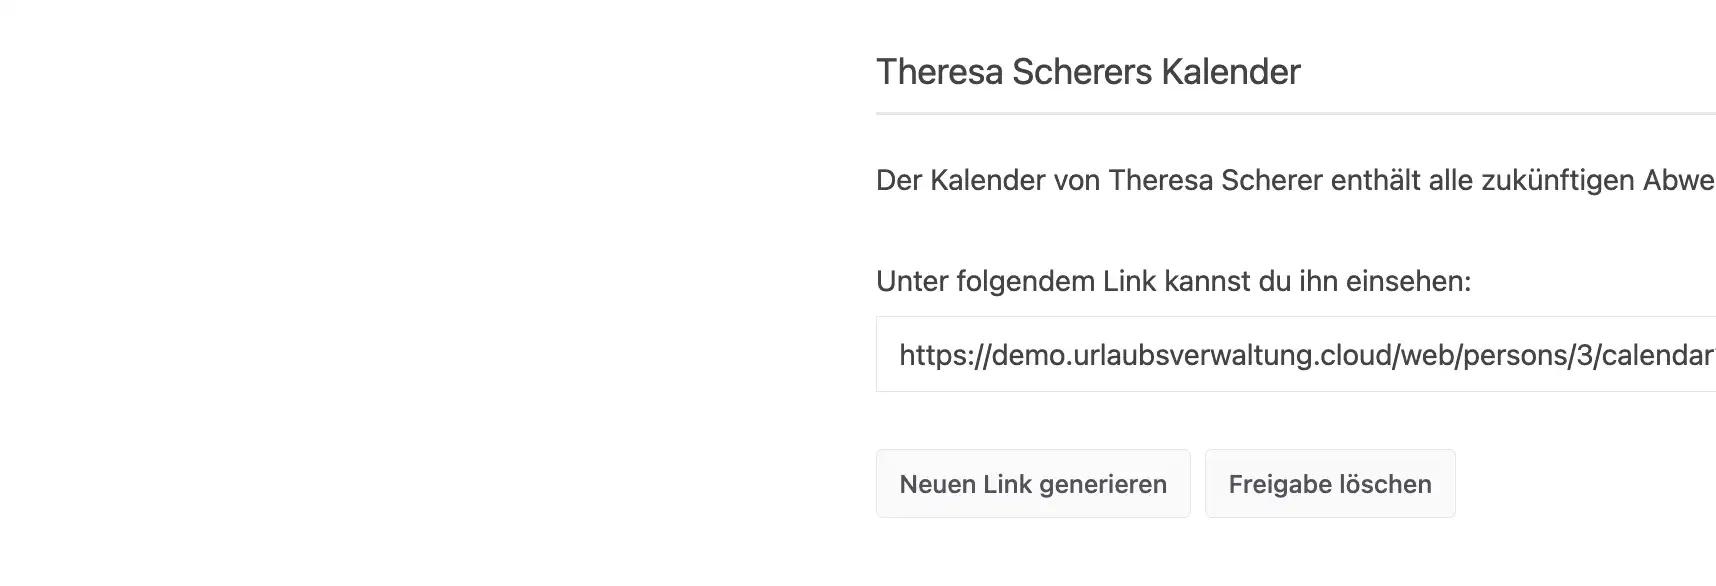 Theresa Scherers Kalender
Der Kalender von Theresa Scherer enthält alle zukünftigen Abwe
Unter folgendem Link kannst du ihn einsehen:
https://demo.urlaubsverwaltung.cloud/web/persons/3/calendar
Neuen Link generieren
Freigabe löschen